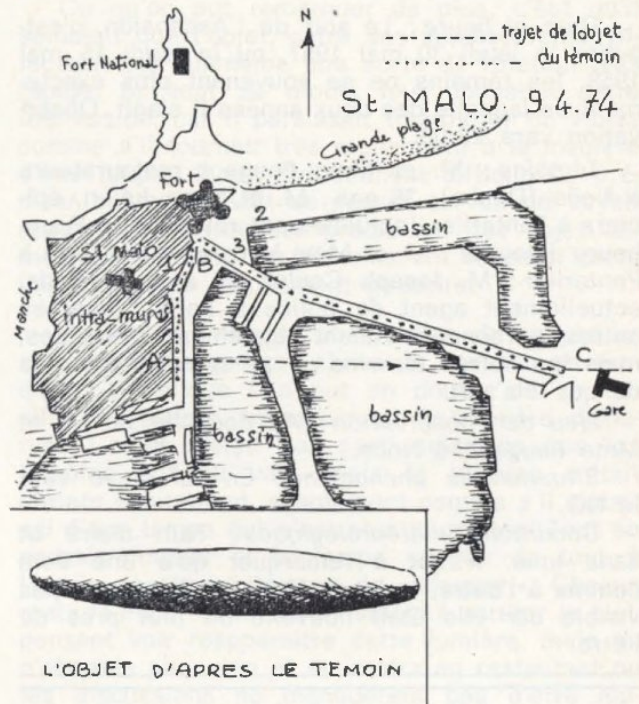 N
trajet de l'objet
du témoin
Fort National
St. MALO 9.4.74
Grande plage
Fort
2
bassin
3
St Malo
1
B
Manche
intra-muros
A
C
Gare
bassin
bassin
L'OBJET D'APRES LE TEMOIN